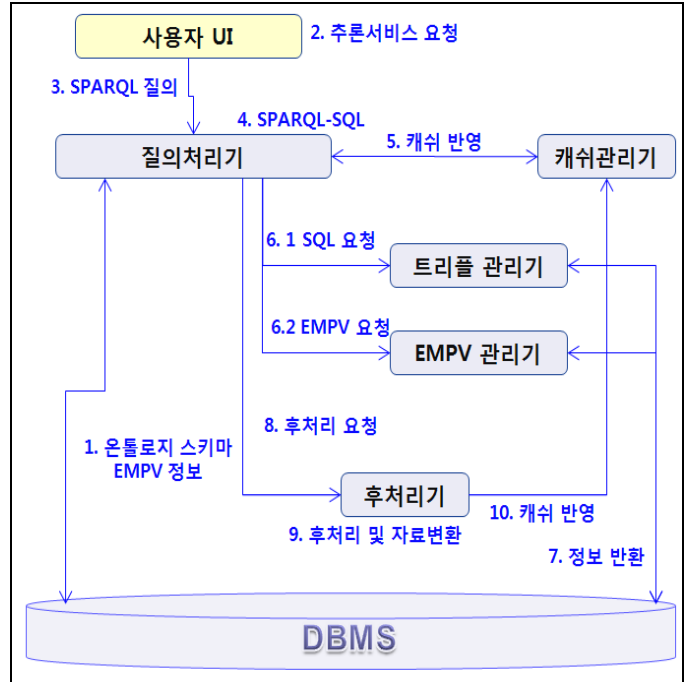 사용자 UI
2. 추론서비스 요청
3. SPARQL 질의
4. SPARQL-SQL
질의처리기
5. 캐쉬 반영
캐쉬관리기
6. 1 SQL 요청
트리플 관리기
6.2 EMPV 요청
EMPV 관리기
8. 후처리 요청
1. 온톨로지 스키마
EMPV 정보
후처리기
10. 캐쉬 반영
9. 후처리 및 자료변환
7. 정보 반환
DBMS